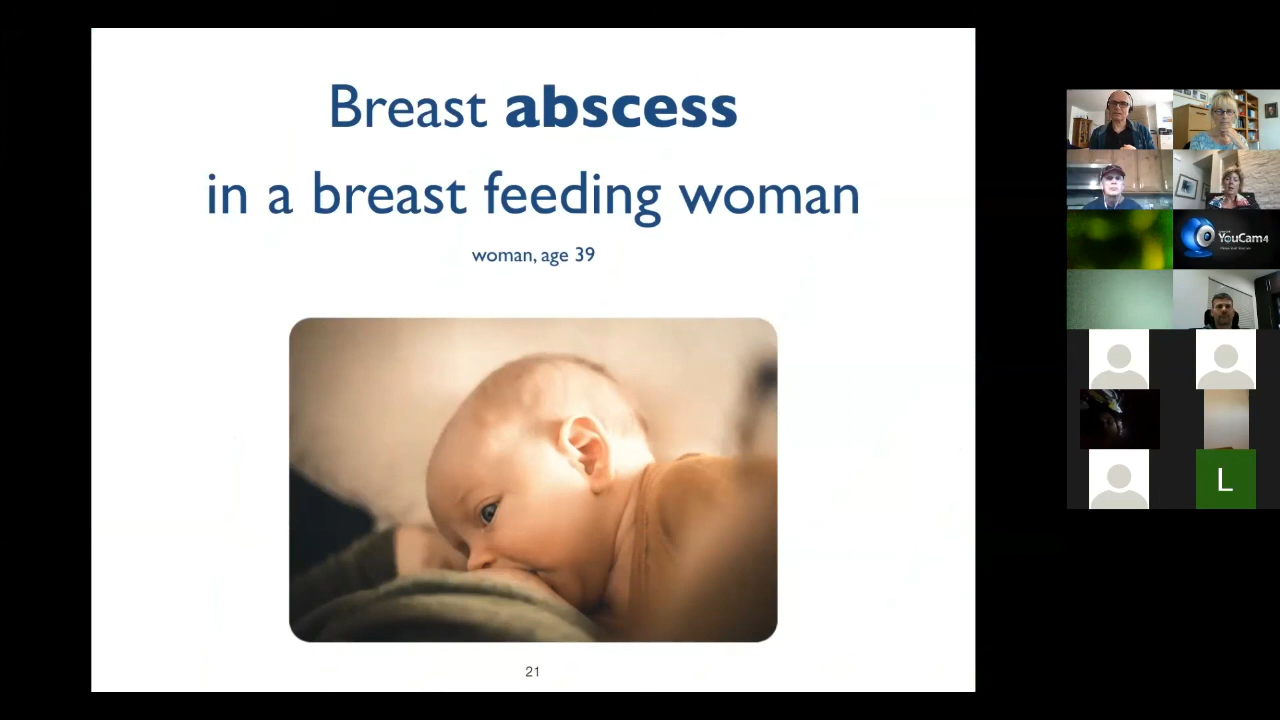 Breast abscess
in a breast feeding woman
woman, age 39
21
YouCam4
L